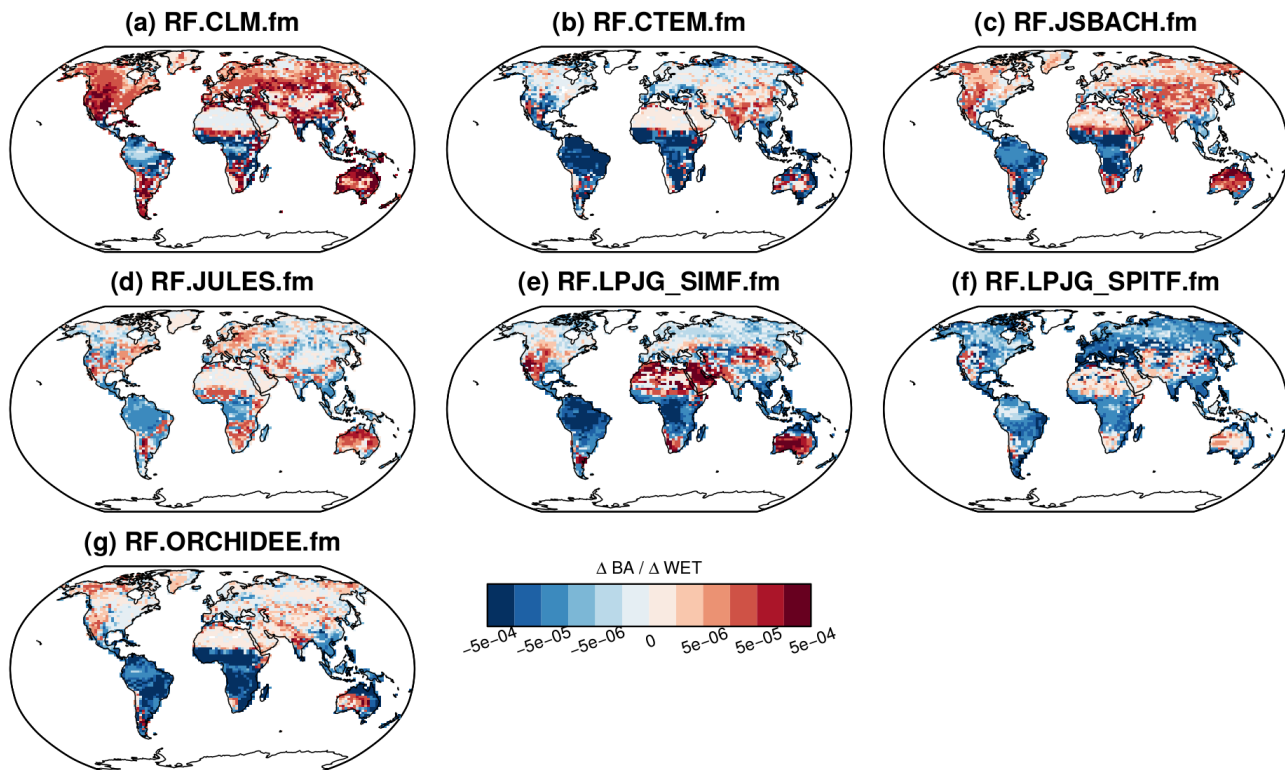 (a) RF.CLM.fm
(b) RF.CTEM.fm
(c) RF.JSBACH.fm
(d) RF.JULES.fm
(e) RF.LPJG_SIMF.fm
(f) RF.LPJG_SPITF.fm
(g) RF.ORCHIDEE.fm
Δ BA / Δ WET
−5e−04 −5e−05 −5e−06 0 5e−06 5e−05 5e−04